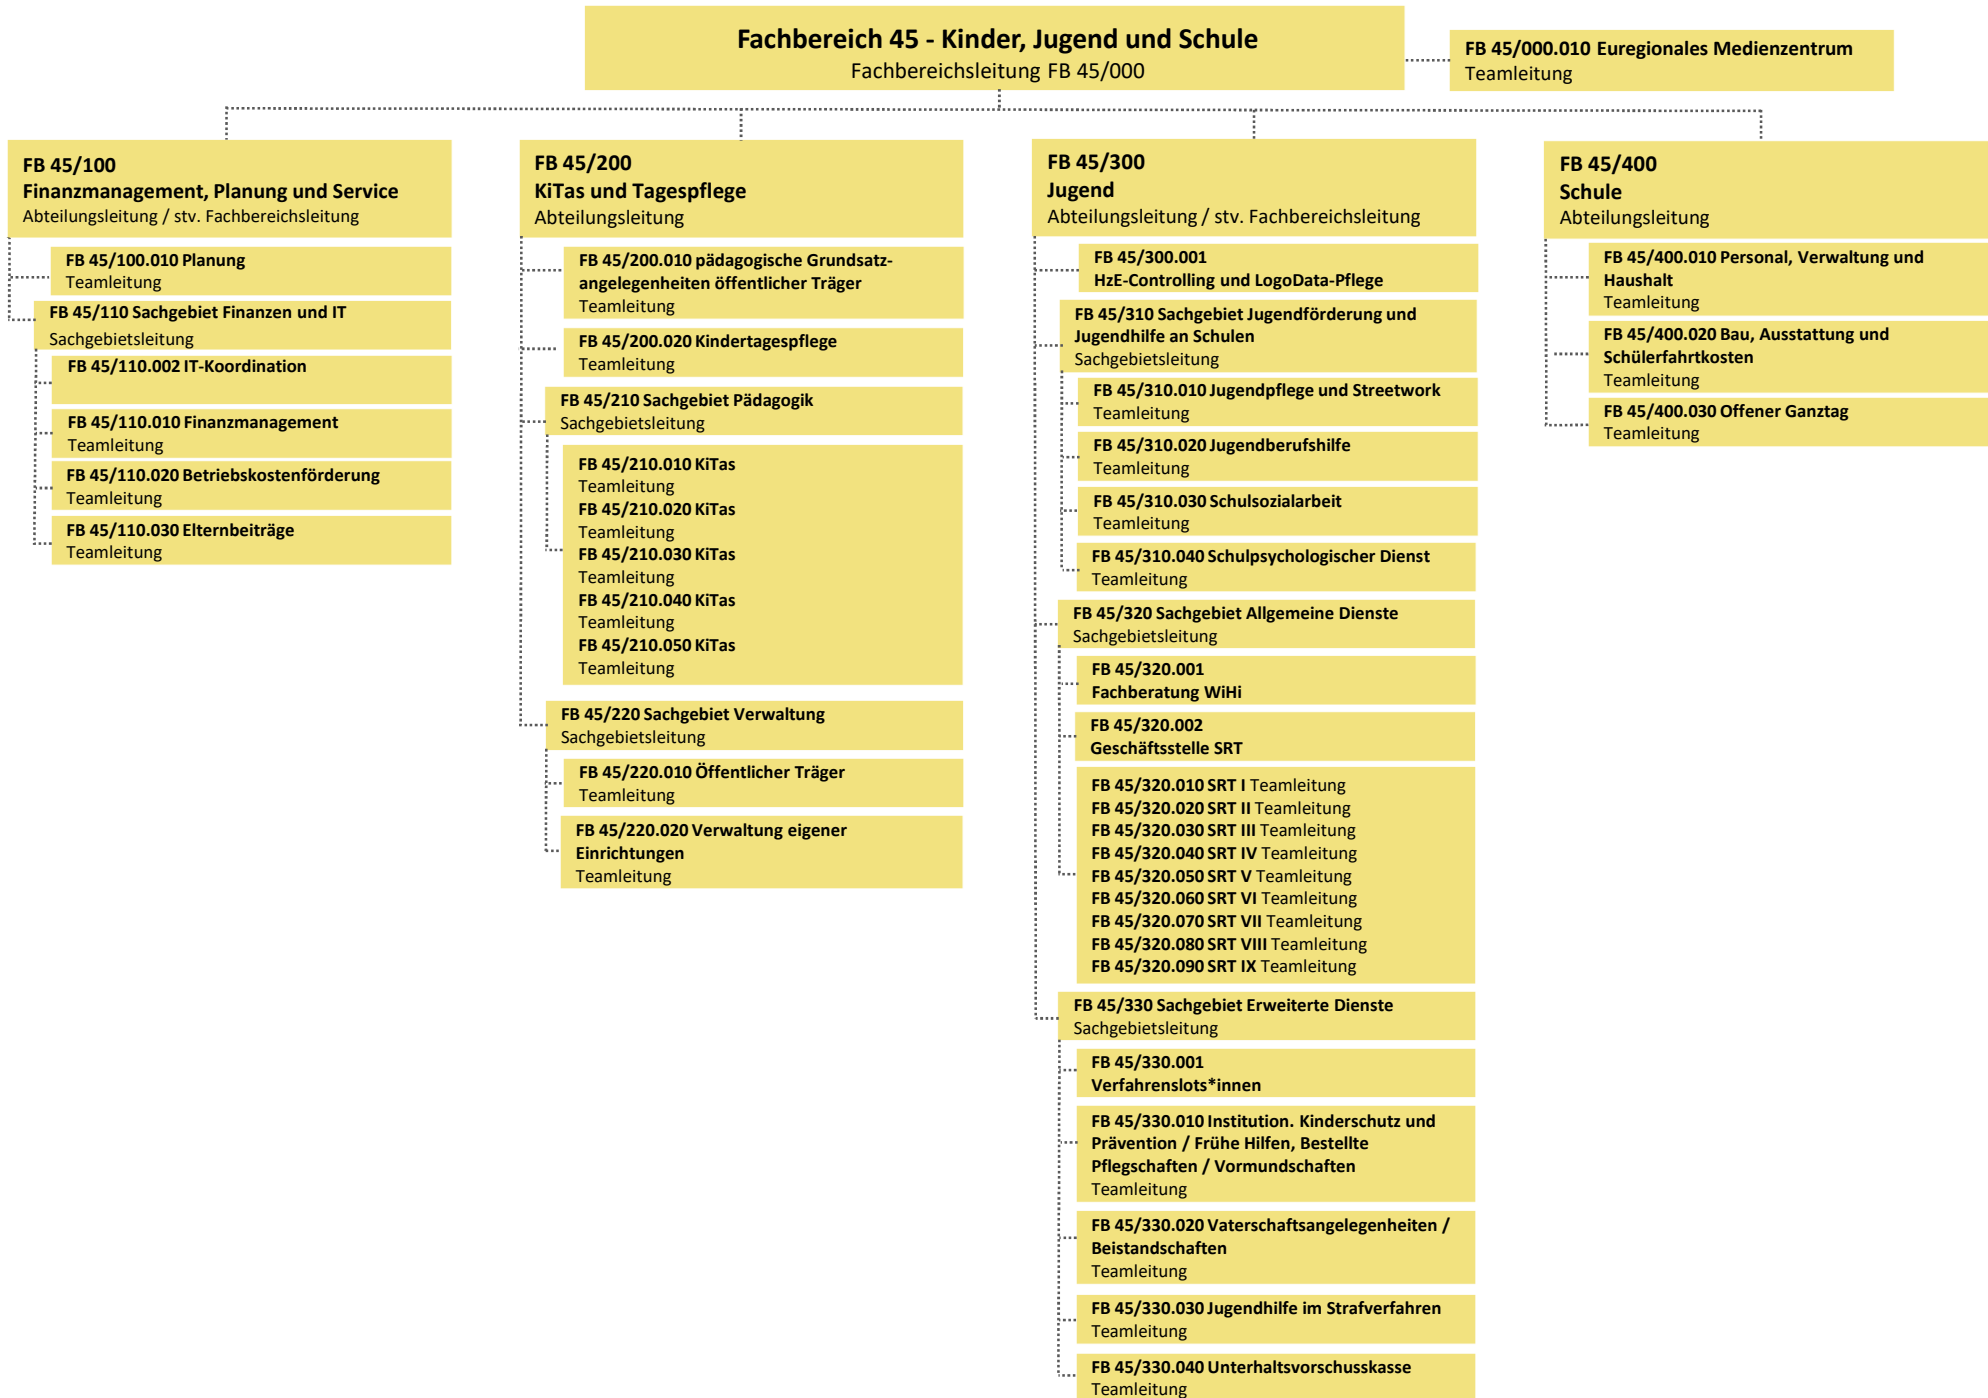 Fachbereich 45 - Kinder, Jugend und Schule
Fachbereichsleitung FB 45/000
FB 45/000.010 Euregionales Medienzentrum
Teamleitung
FB 45/100
Finanzmanagement, Planung und Service
Abteilungsleitung / stv. Fachbereichsleitung
FB 45/100.010 Planung
Teamleitung
FB 45/110 Sachgebiet Finanzen und IT
Sachgebietsleitung
FB 45/110.002 IT-Koordination
FB 45/110.010 Finanzmanagement
Teamleitung
FB 45/110.020 Betriebskostenförderung
Teamleitung
FB 45/110.030 Elternbeiträge
Teamleitung
FB 45/200
KiTas und Tagespflege
Abteilungsleitung
FB 45/200.010 pädagogische Grundsatz-
angelegenheiten öffentlicher Träger
Teamleitung
FB 45/200.020 Kindertagespflege
Teamleitung
FB 45/210 Sachgebiet Pädagogik
Sachgebietsleitung
FB 45/210.010 KiTas
Teamleitung
FB 45/210.020 KiTas
Teamleitung
FB 45/210.030 KiTas
Teamleitung
FB 45/210.040 KiTas
Teamleitung
FB 45/210.050 KiTas
Teamleitung
FB 45/220 Sachgebiet Verwaltung
Sachgebietsleitung
FB 45/220.010 Öffentlicher Träger
Teamleitung
FB 45/220.020 Verwaltung eigener
Einrichtungen
Teamleitung
FB 45/300
Jugend
Abteilungsleitung / stv. Fachbereichsleitung
FB 45/300.001
HzE-Controlling und LogoData-Pflege
FB 45/310 Sachgebiet Jugendförderung und
Jugendhilfe an Schulen
Sachgebietsleitung
FB 45/310.010 Jugendpflege und Streetwork
Teamleitung
FB 45/310.020 Jugendberufshilfe
Teamleitung
FB 45/310.030 Schulsozialarbeit
Teamleitung
FB 45/310.040 Schulpsychologischer Dienst
Teamleitung
FB 45/320 Sachgebiet Allgemeine Dienste
Sachgebietsleitung
FB 45/320.001
Fachberatung WiHi
FB 45/320.002
Geschäftsstelle SRT
FB 45/320.010 SRT I Teamleitung
FB 45/320.020 SRT II Teamleitung
FB 45/320.030 SRT III Teamleitung
FB 45/320.040 SRT IV Teamleitung
FB 45/320.050 SRT V Teamleitung
FB 45/320.060 SRT VI Teamleitung
FB 45/320.070 SRT VII Teamleitung
FB 45/320.080 SRT VIII Teamleitung
FB 45/320.090 SRT IX Teamleitung
FB 45/330 Sachgebiet Erweiterte Dienste
Sachgebietsleitung
FB 45/330.001
Verfahrenslots*innen
FB 45/330.010 Institution. Kinderschutz und
Prävention / Frühe Hilfen, Bestellte
Pflegschaften / Vormundschaften
Teamleitung
FB 45/330.020 Vaterschaftsangelegenheiten /
Beistandschaften
Teamleitung
FB 45/330.030 Jugendhilfe im Strafverfahren
Teamleitung
FB 45/330.040 Unterhaltsvorschusskasse
Teamleitung
FB 45/400
Schule
Abteilungsleitung
FB 45/400.010 Personal, Verwaltung und
Haushalt
Teamleitung
FB 45/400.020 Bau, Ausstattung und
Schülerfahrtkosten
Teamleitung
FB 45/400.030 Offener Ganztag
Teamleitung